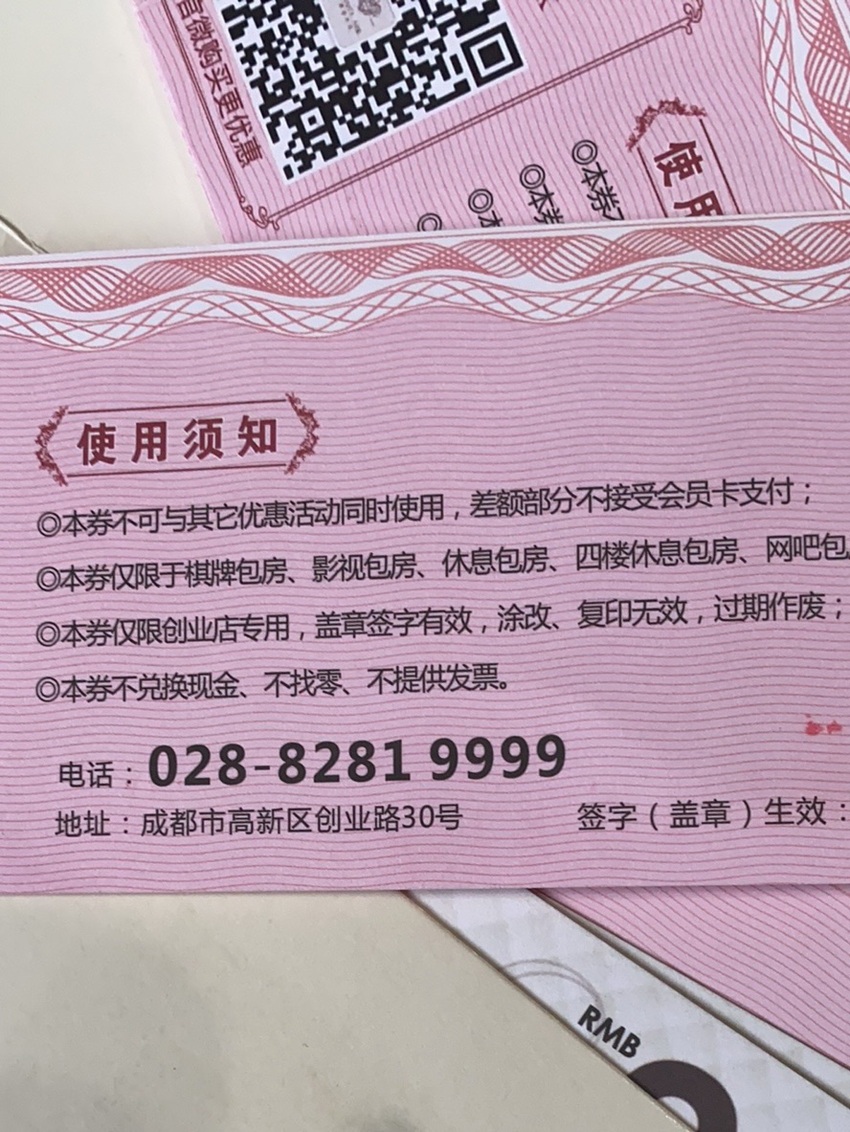 官微购买更优惠
使用
◎本券
◎本券
◎本
使用须知
◎本券不可与其它优惠活动同时使用，差额部分不接受会员卡支付；
◎本券仅限于棋牌包房、影视包房、休息包房、四楼休息包房、网吧包
◎本券仅限创业店专用，盖章签字有效，涂改、复印无效，过期作废；
◎本券不兑换现金、不找零、不提供发票。
电话：028-8281 9999
地址：成都市高新区创业路30号
签字（盖章）生效：
RMB